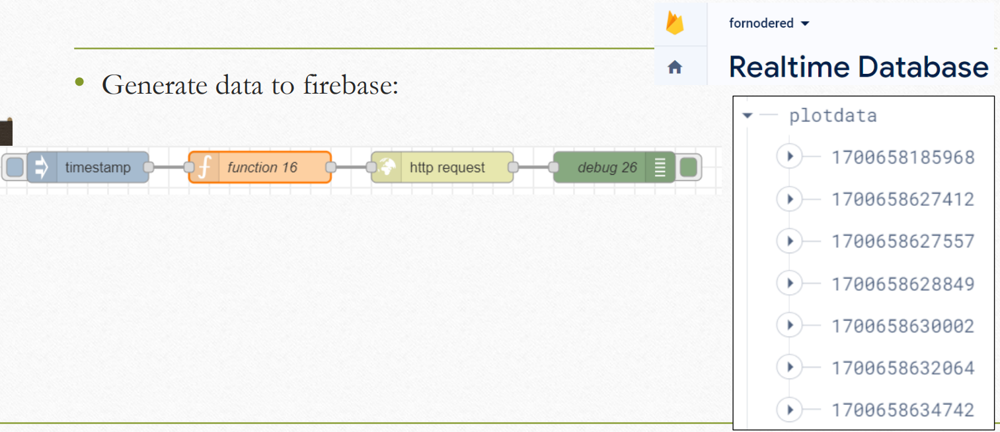 fornodered
Realtime Database
• Generate data to firebase:
timestamp
function 16
http request
debug 26
plotdata
1700658185968
1700658627412
1700658627557
1700658628849
1700658630002
1700658632064
1700658634742